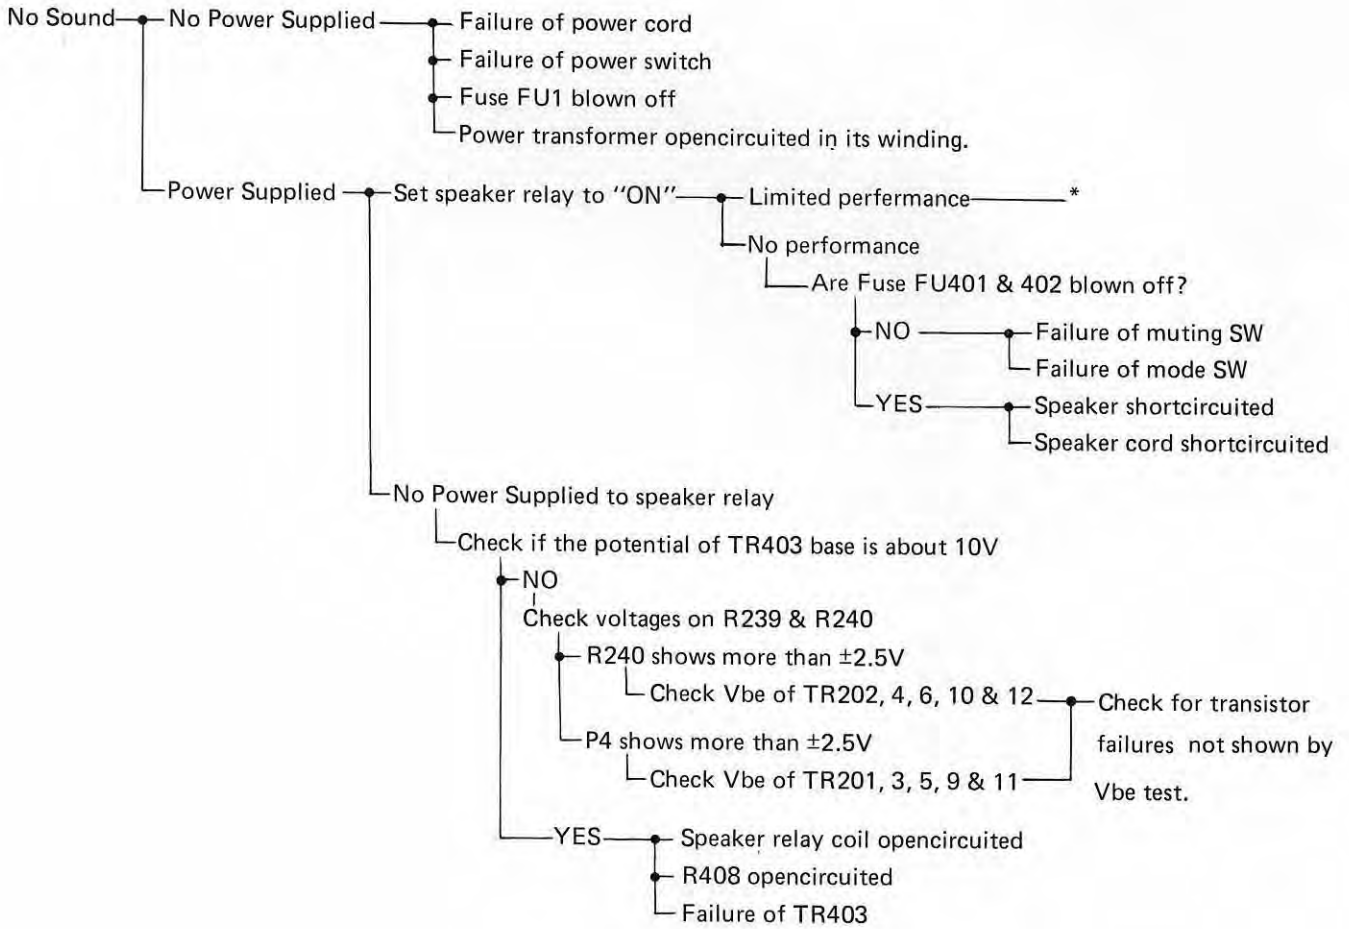 No Sound
No Power Supplied
Failure of power cord
Failure of power switch
Fuse FU1 blown off
Power transformer opencircuited in its winding.
Power Supplied
Set speaker relay to "ON"
Limited perfermance
*
No performance
Are Fuse FU401 & 402 blown off?
NO
Failure of muting SW
Failure of mode SW
YES
Speaker shortcircuited
Speaker cord shortcircuited
No Power Supplied to speaker relay
Check if the potential of TR403 base is about 10V
NO
Check voltages on R239 & R240
R240 shows more than ±2.5V
Check Vbe of TR202, 4, 6, 10 & 12
P4 shows more than ±2.5V
Check Vbe of TR201, 3, 5, 9 & 11
Check for transistor
failures not shown by
Vbe test.
YES
Speaker relay coil opencircuited
R408 opencircuited
Failure of TR403